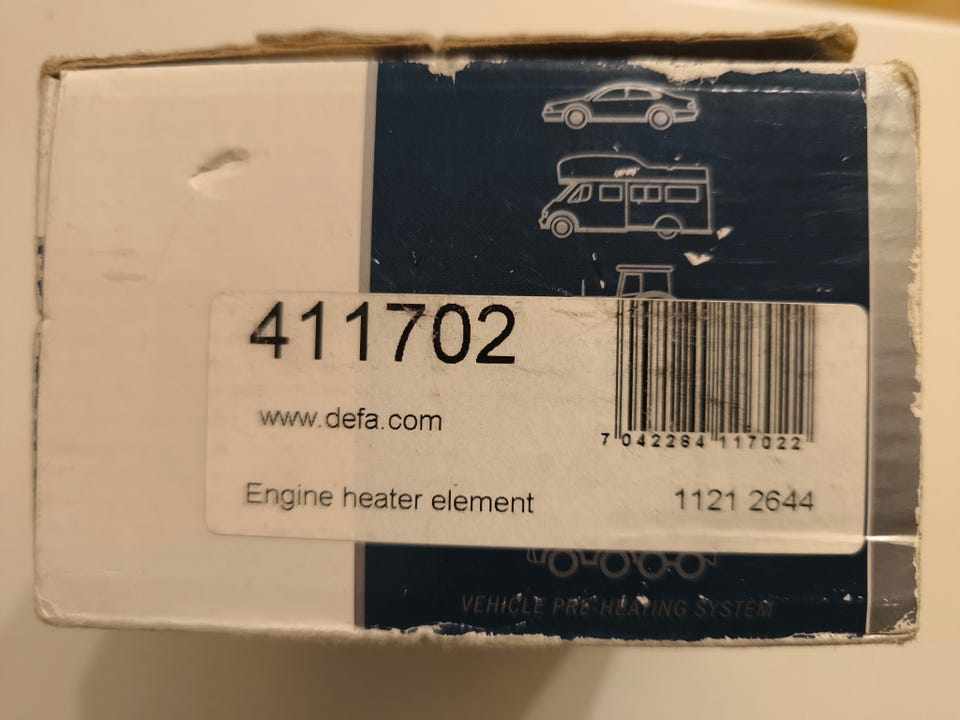 411702
www.defa.com
7 042284 117022
Engine heater element
1121 2644
VEHICLE PRE-HEATING SYSTEM